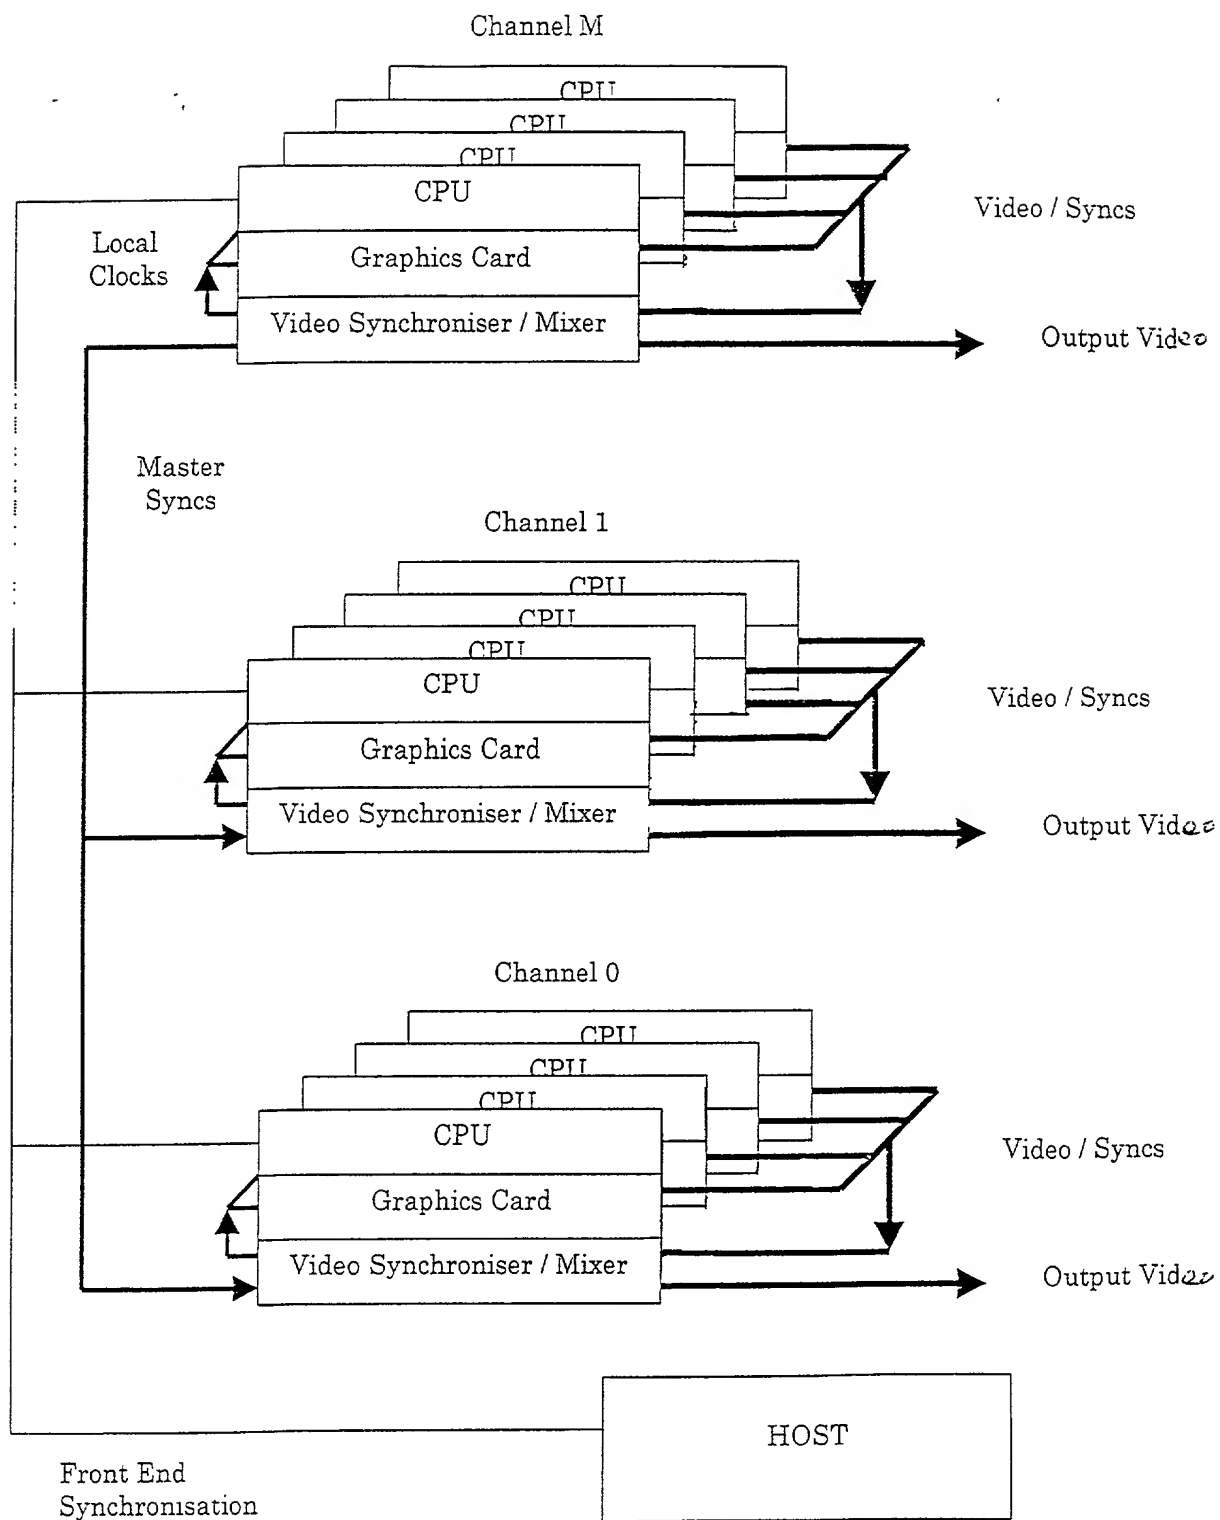 Channel M
CPU
CPU
CPU
CPU
Graphics Card
Video Synchroniser / Mixer
Local
Clocks
Video / Syncs
Output Video
Master
Syncs
Channel 1
CPU
CPU
CPU
CPU
Graphics Card
Video Synchroniser / Mixer
Video / Syncs
Output Video
Channel 0
CPU
CPU
CPU
CPU
Graphics Card
Video Synchroniser / Mixer
Video / Syncs
Output Video
HOST
Front End
Synchronisation